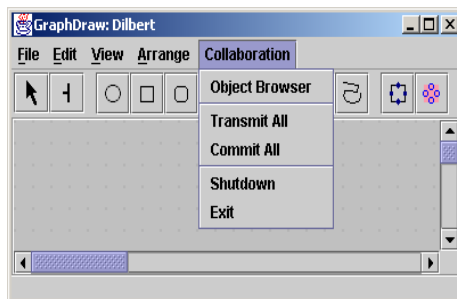 GraphDraw: Dilbert
File Edit View Arrange Collaboration
Object Browser
Transmit All
Commit All
Shutdown
Exit